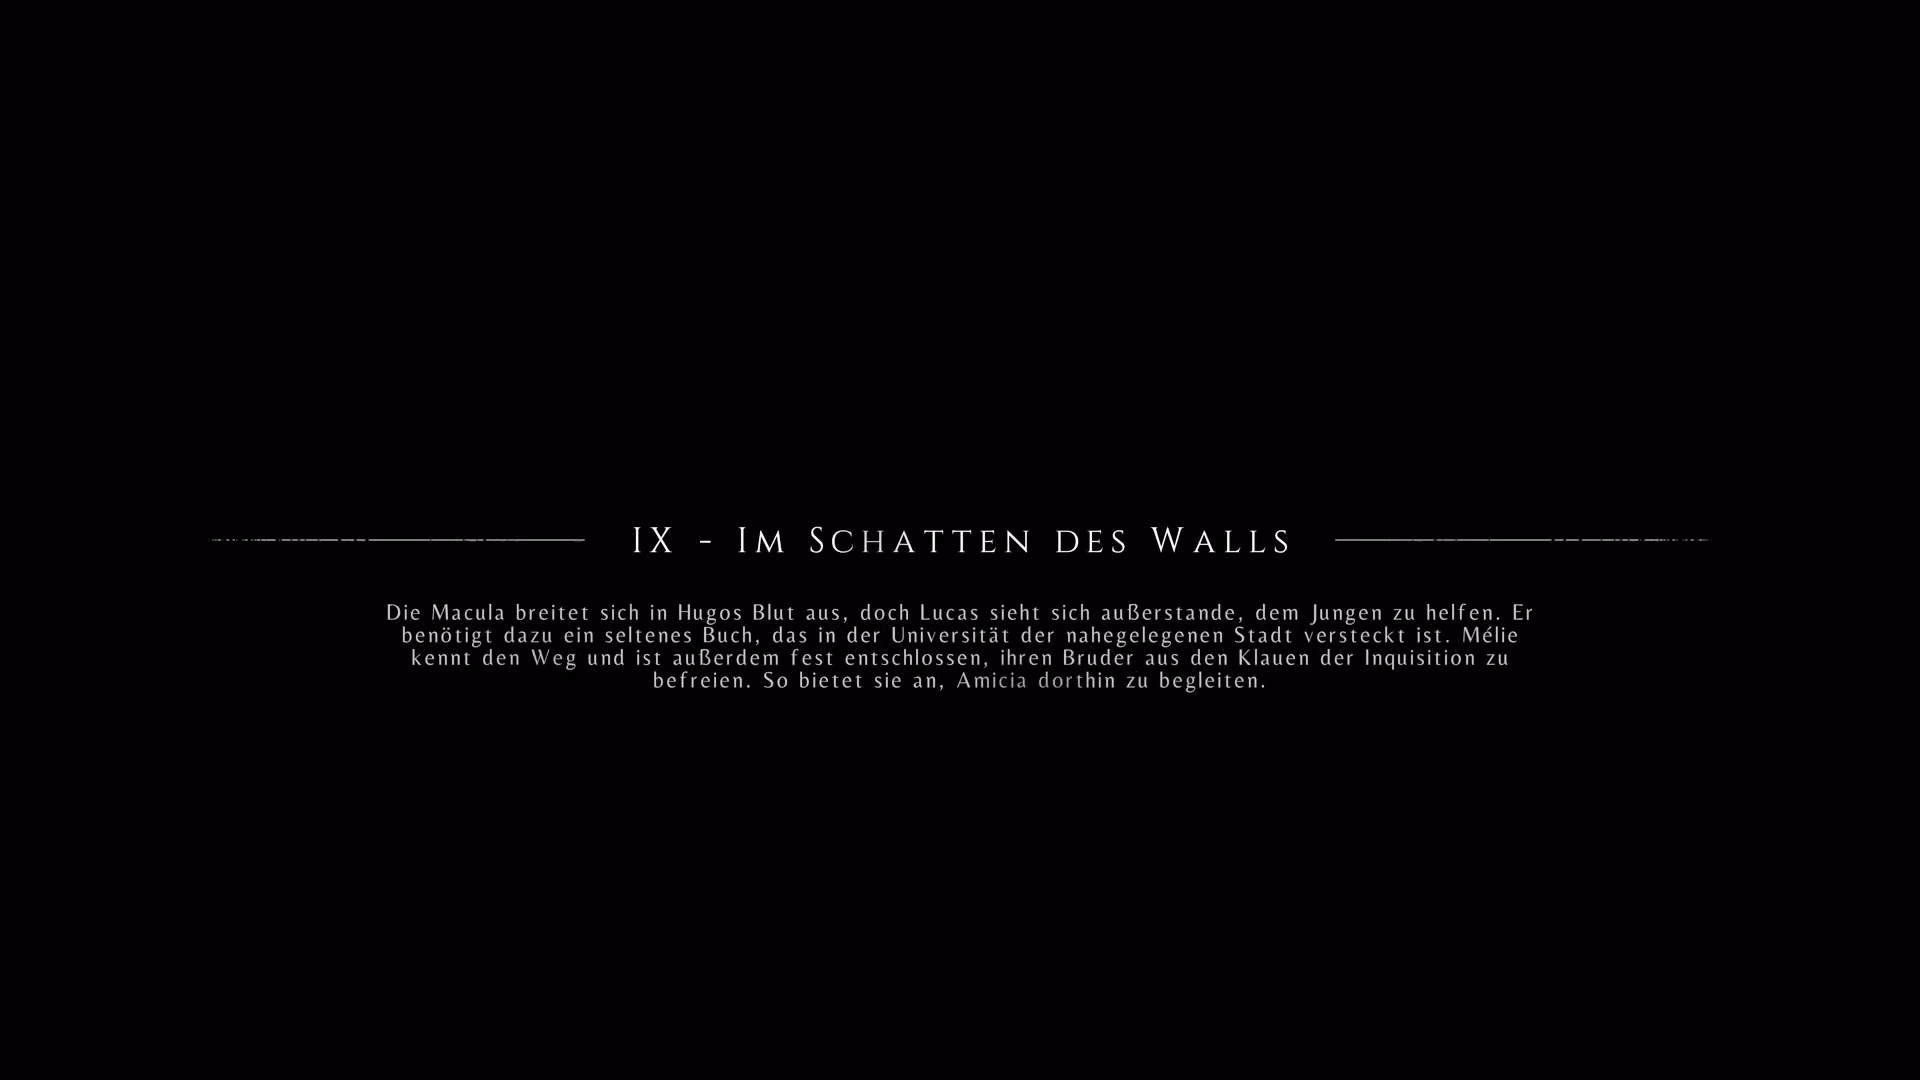 IX - Im Schatten des Walls
Die Macula breitet sich in Hugos Blut aus, doch Lucas sieht sich außerstande, dem Jungen zu helfen. Er
benötigt dazu ein seltenes Buch, das in der Universität der nahegelegenen Stadt versteckt ist. Mélie
kennt den Weg und ist außerdem fest entschlossen, ihren Bruder aus den Klauen der Inquisition zu
befreien. So bietet sie an, Amicia dorthin zu begleiten.